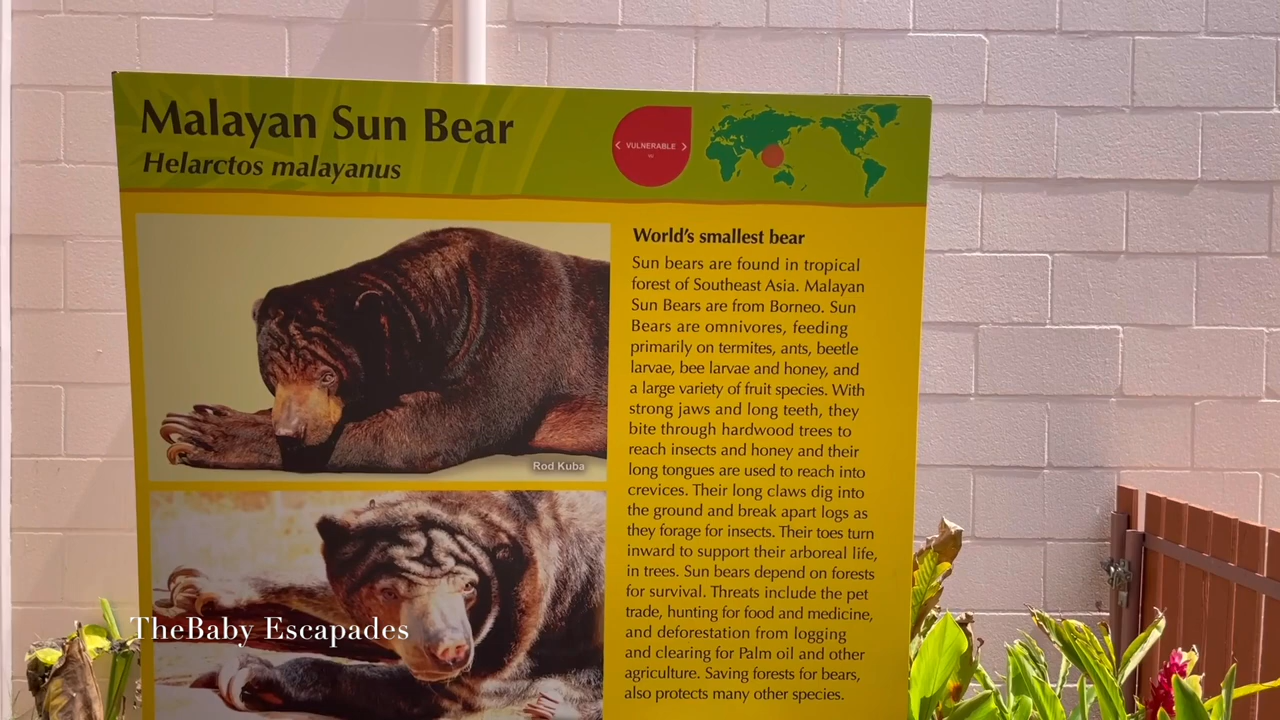 Malayan Sun Bear
Helarctos malayanus
VULNERABLE
World's smallest bear
Sun bears are found in tropical
forest of Southeast Asia. Malayan
Sun Bears are from Borneo. Sun
Bears are omnivores, feeding
primarily on termites, ants, beetle
larvae, bee larvae and honey, and
a large variety of fruit species. With
strong jaws and long teeth, they
bite through hardwood trees to
reach insects and honey and their
long tongues are used to reach into
crevices. Their long claws dig into
the ground and break apart logs as
they forage for insects. Their toes turn
inward to support their arboreal life,
in trees. Sun bears depend on forests
for survival. Threats include the pet
trade, hunting for food and medicine,
and deforestation from logging
and clearing for Palm oil and other
agriculture. Saving forests for bears,
also protects many other species.
Rod Kuba
TheBaby Escapades